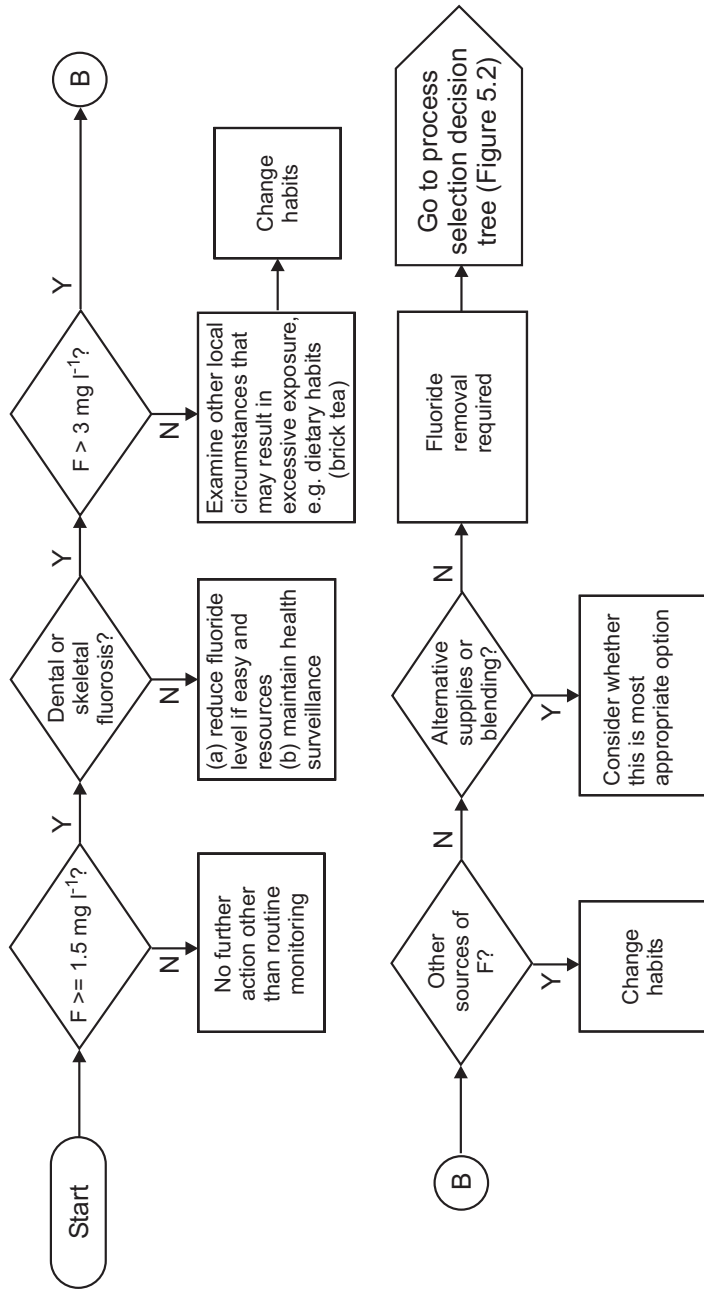 Start
F >= 1.5 mg l⁻¹?
Y
N
No further
action other
than routine
monitoring
Dental or
skeletal
fluorosis?
Y
N
(a) reduce fluoride
level if easy and
resources
(b) maintain health
surveillance
F > 3 mg l⁻¹?
Y
N
Examine other local
circumstances that
may result in
excessive exposure,
e.g. dietary habits
(brick tea)
Change
habits
B
B
Other
sources of
F?
N
Y
Change
habits
Alternative
supplies or
blending?
N
Y
Consider whether
this is most
appropriate option
Fluoride
removal
required
Go to process
selection decision
tree (Figure 5.2)